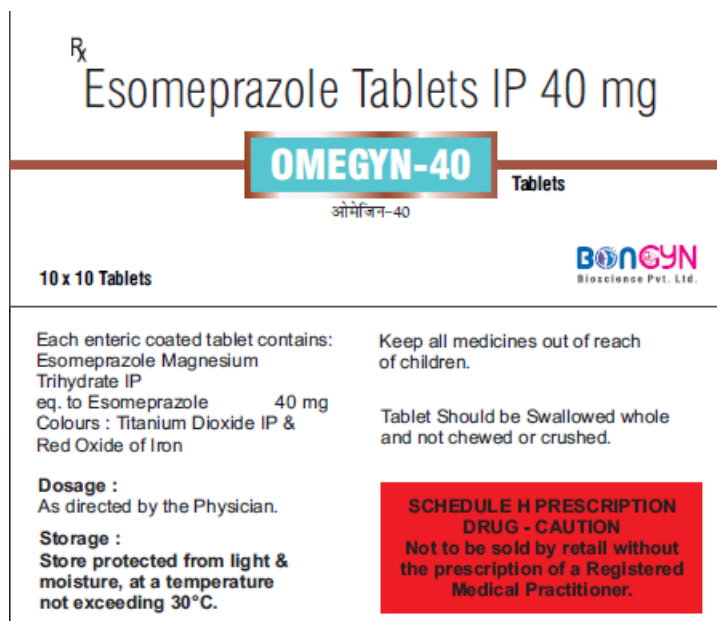 Rx
Esomeprazole Tablets IP 40 mg
OMEGYN-40
Tablets
ओमेजिन-40
10 x 10 Tablets
BONGYN
Bioscience Pvt. Ltd.
Each enteric coated tablet contains:
Esomeprazole Magnesium
Trihydrate IP
eq. to Esomeprazole 40 mg
Colours : Titanium Dioxide IP &
Red Oxide of Iron
Dosage :
As directed by the Physician.
Storage :
Store protected from light &
moisture, at a temperature
not exceeding 30°C.
Keep all medicines out of reach
of children.
Tablet Should be Swallowed whole
and not chewed or crushed.
SCHEDULE H PRESCRIPTION
DRUG - CAUTION
Not to be sold by retail without
the prescription of a Registered
Medical Practitioner.